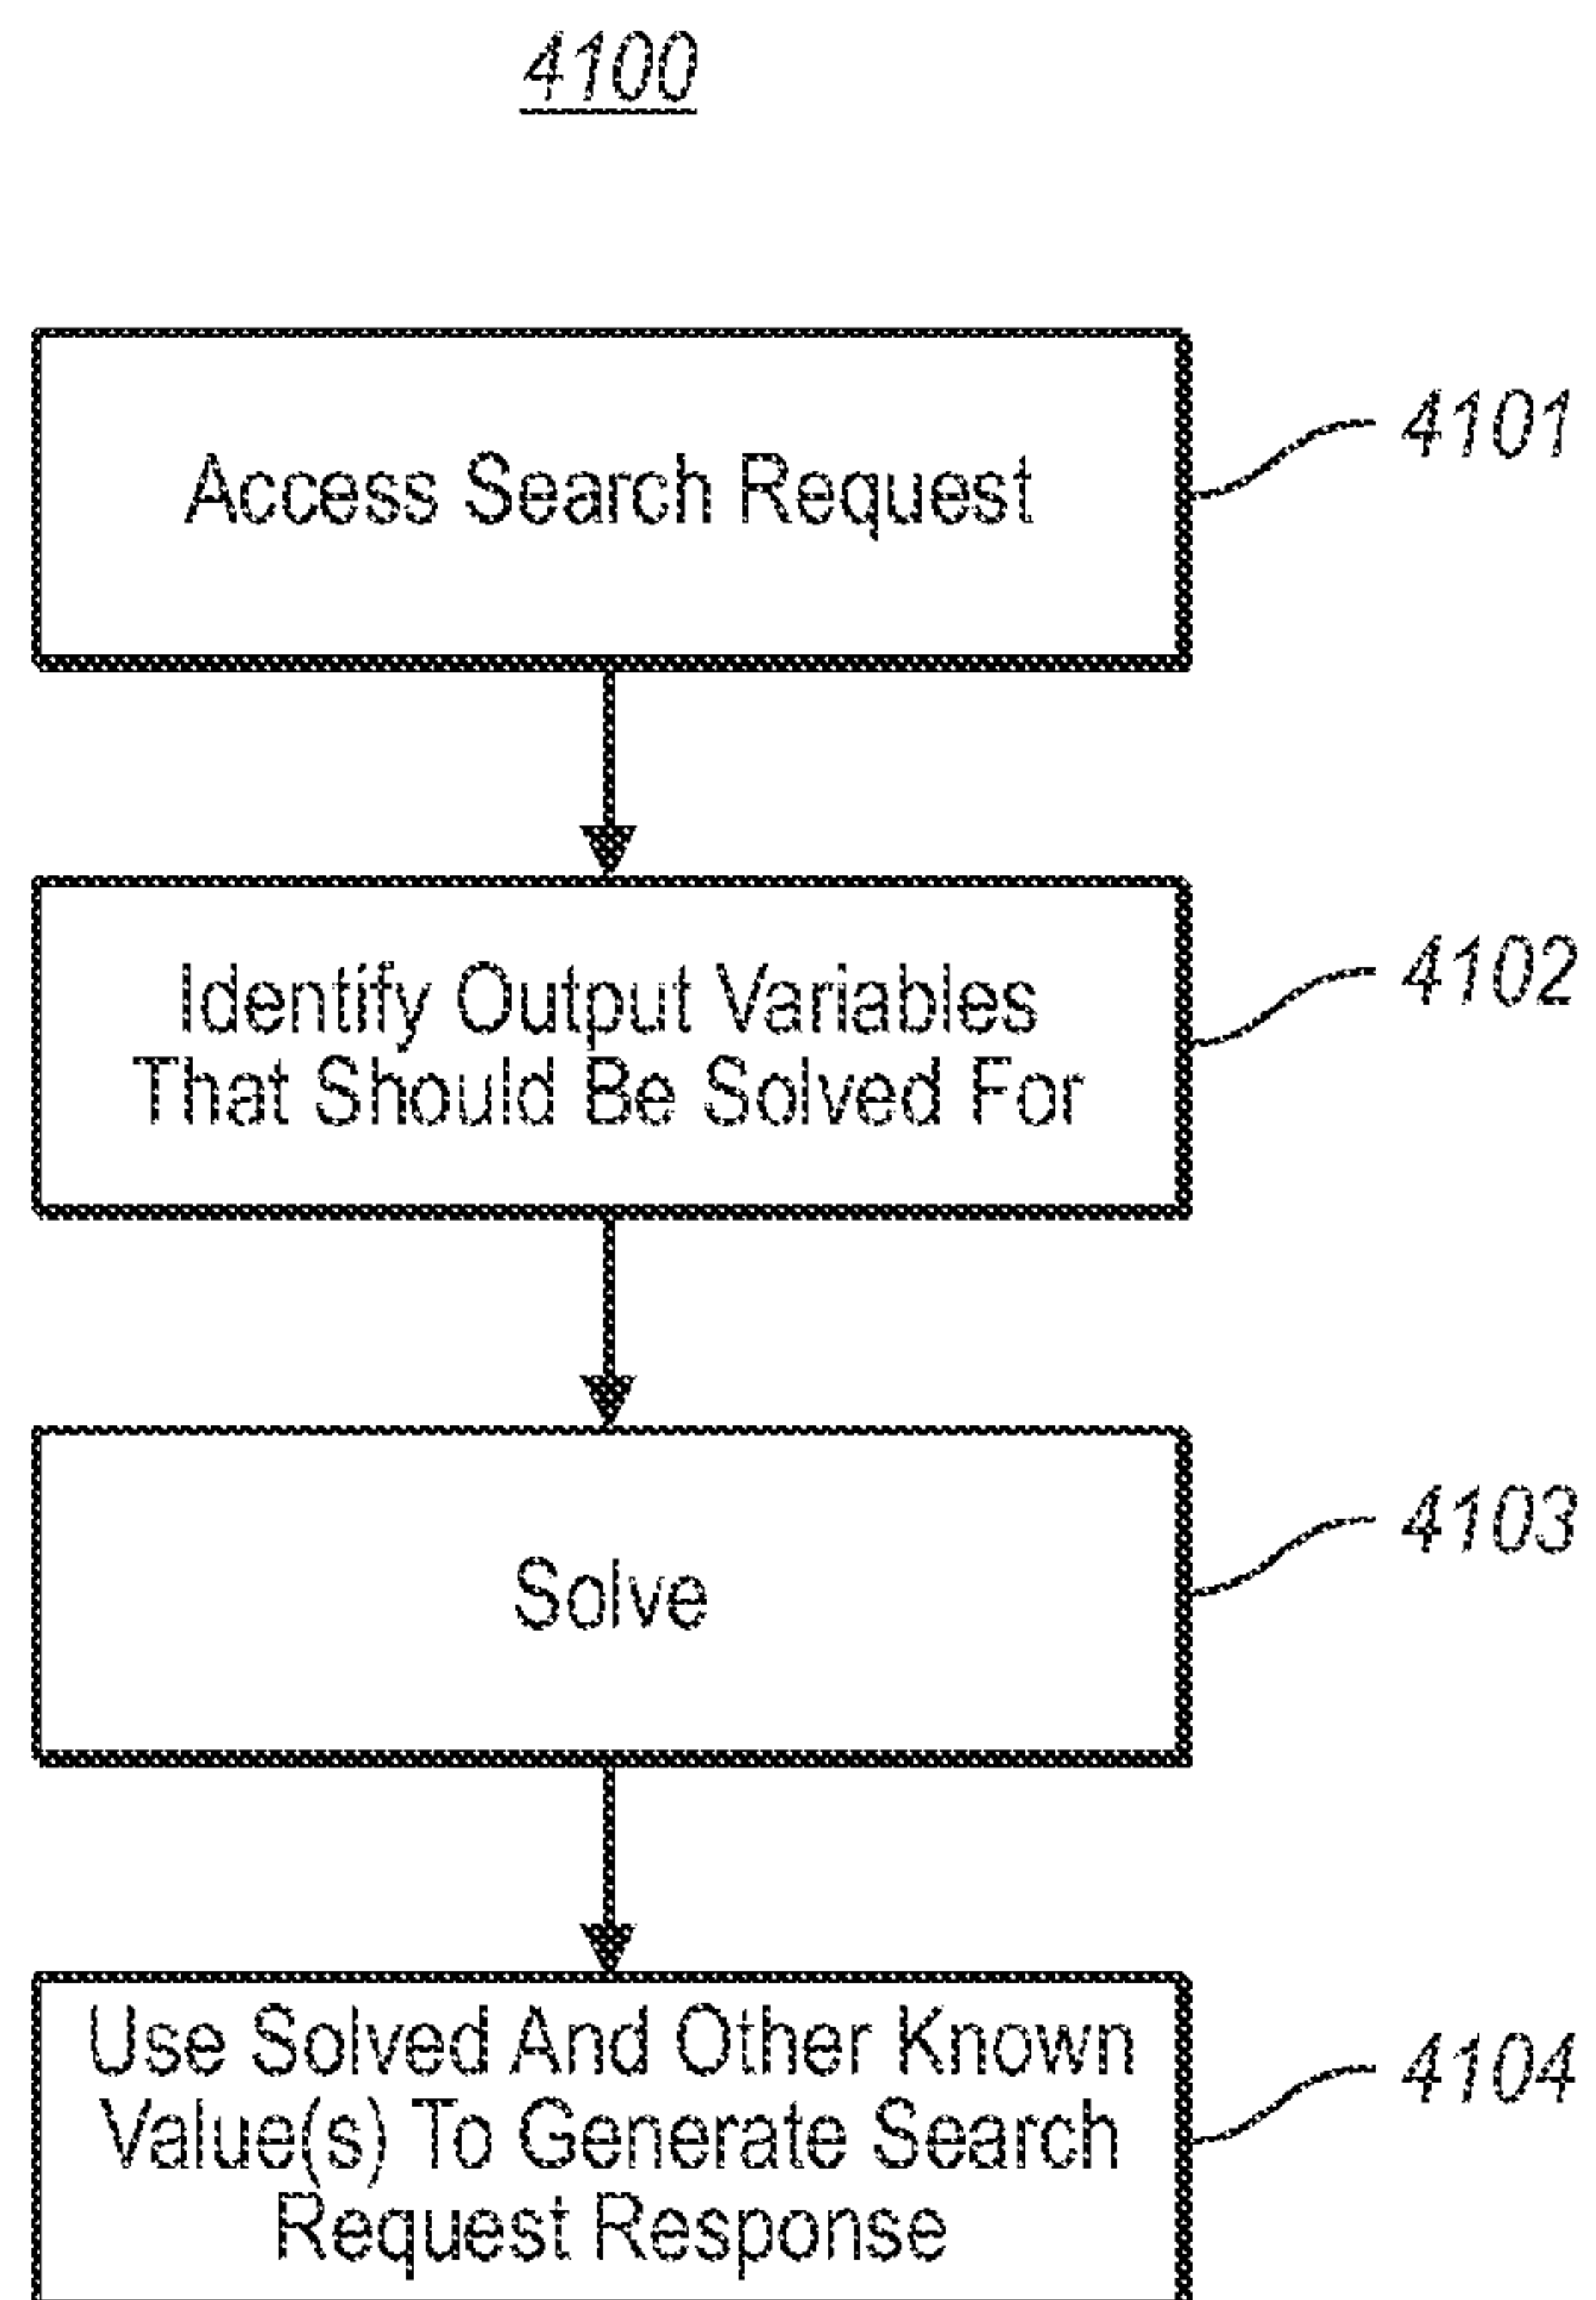 4100
Access Search Request
4101
Identify Output Variables
That Should Be Solved For
4102
Solve
4103
Use Solved And Other Known
Value(s) To Generate Search
Request Response
4104